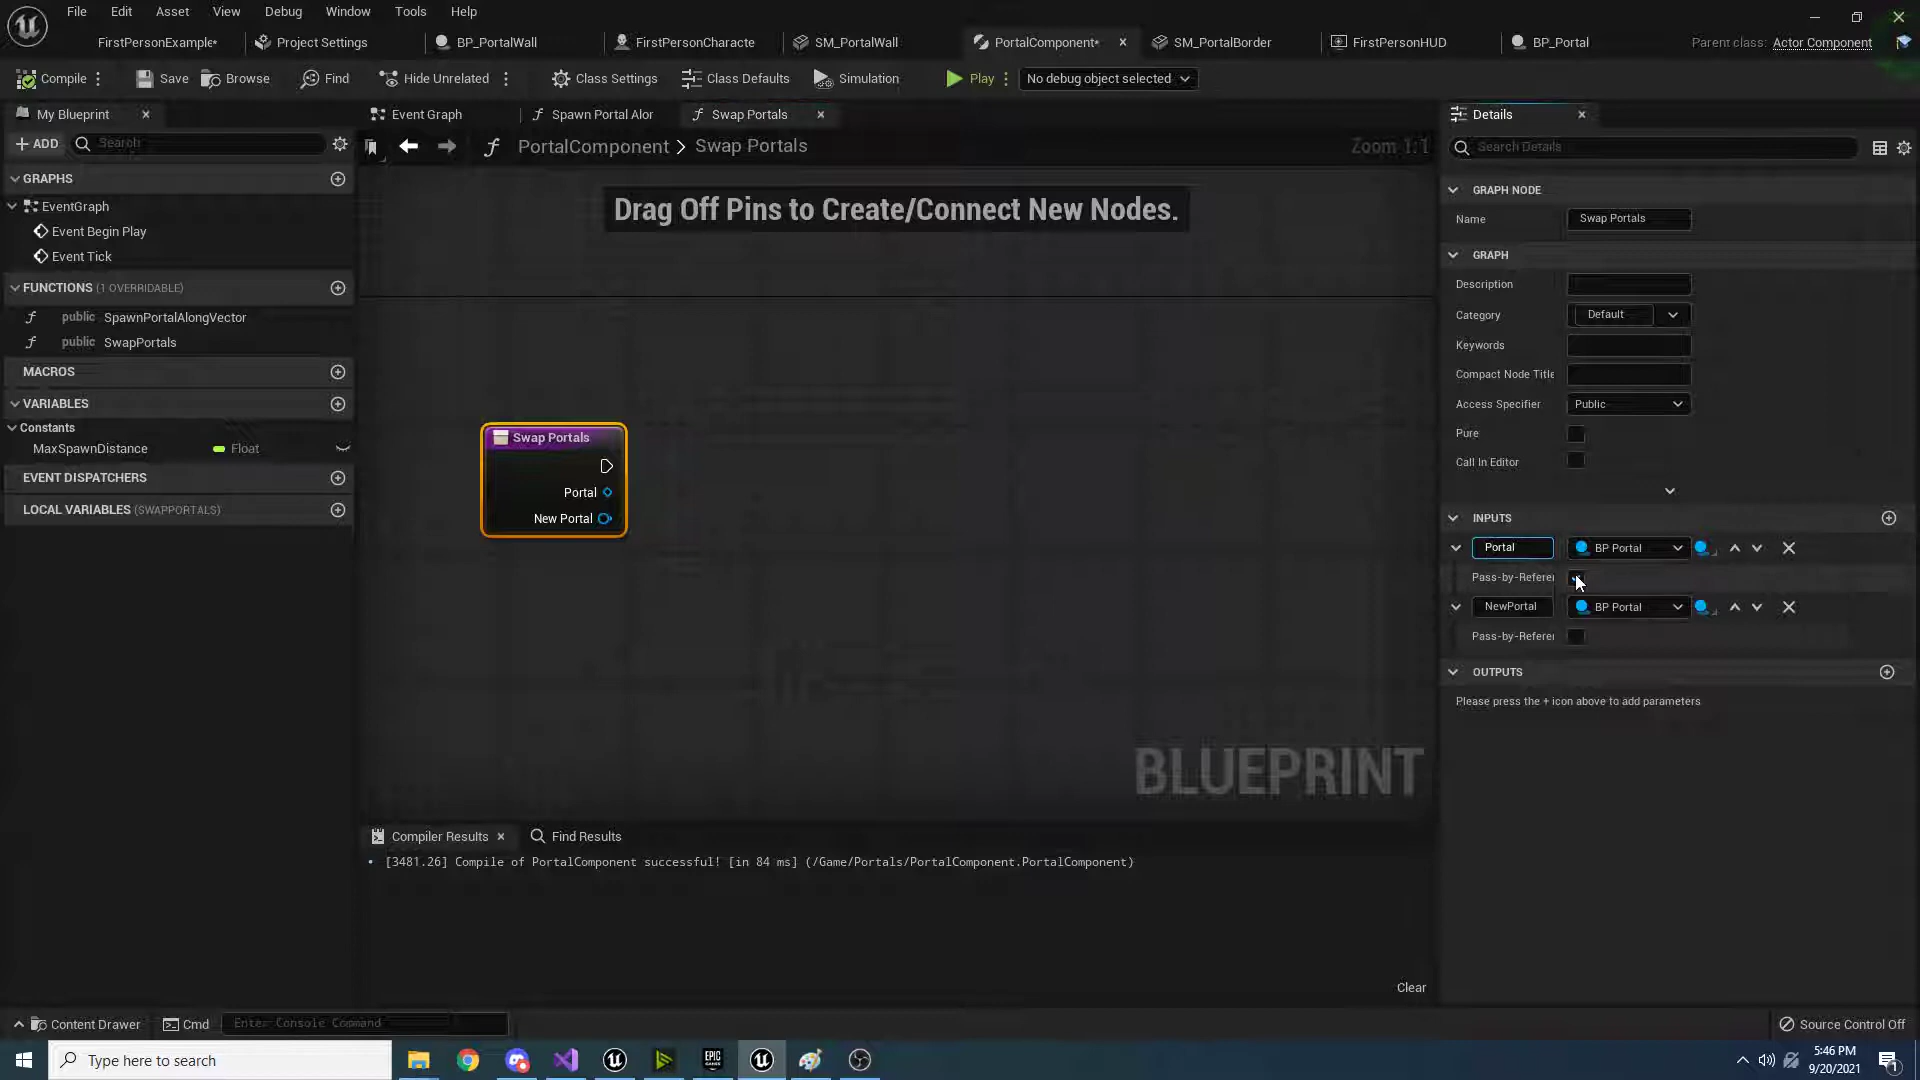 File Edit Asset View Debug Window Tools Help
FirstPersonExample* Project Settings BP_PortalWall FirstPersonCharacte SM_PortalWall PortalComponent* SM_PortalBorder FirstPersonHUD BP_Portal Parent class: Actor Component
Compile Save Browse Find Hide Unrelated Class Settings Class Defaults Simulation Play No debug object selected
My Blueprint
ADD Search
GRAPHS
EventGraph
Event Begin Play
Event Tick
FUNCTIONS (1 OVERRIDABLE)
public SpawnPortalAlongVector
public SwapPortals
MACROS
VARIABLES
Constants
MaxSpawnDistance Float
EVENT DISPATCHERS
LOCAL VARIABLES (SWAPPORTALS)
Event Graph Spawn Portal Alor Swap Portals
PortalComponent > Swap Portals Zoom 1:1
Drag Off Pins to Create/Connect New Nodes.
Swap Portals
Portal
New Portal
BLUEPRINT
Compiler Results Find Results
[3481.26] Compile of PortalComponent successful! [in 84 ms] (/Game/Portals/PortalComponent.PortalComponent)
Clear
Details
Search Details
GRAPH NODE
Name Swap Portals
GRAPH
Description
Category Default
Keywords
Compact Node Title
Access Specifier Public
Pure
Call In Editor
INPUTS
Portal BP Portal
Pass-by-Referen
NewPortal BP Portal
Pass-by-Referen
OUTPUTS
Please press the + icon above to add parameters
Content Drawer Cmd Enter Console Command Source Control Off
Type here to search
EPIC GAMES
5:46 PM
9/20/2021
1